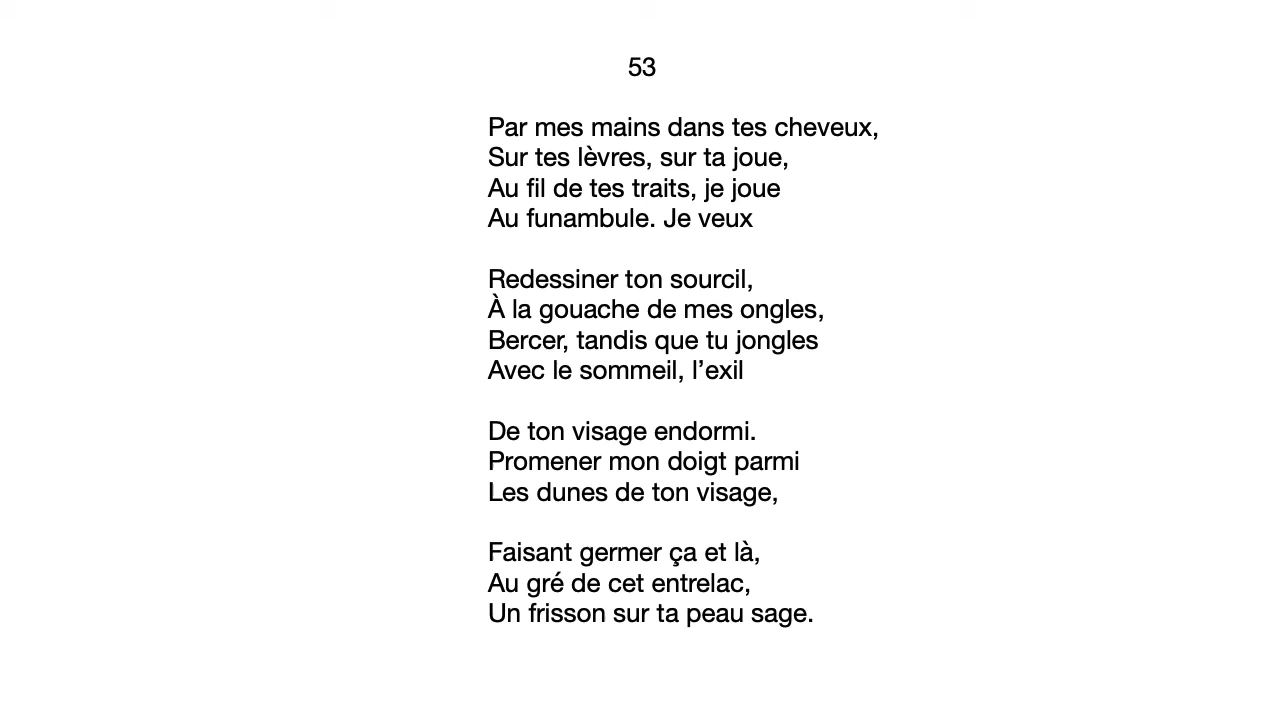 53
Par mes mains dans tes cheveux,
Sur tes lèvres, sur ta joue,
Au fil de tes traits, je joue
Au funambule. Je veux
Redessiner ton sourcil,
À la gouache de mes ongles,
Bercer, tandis que tu jongles
Avec le sommeil, l’exil
De ton visage endormi.
Promener mon doigt parmi
Les dunes de ton visage,
Faisant germer ça et là,
Au gré de cet entrelac,
Un frisson sur ta peau sage.